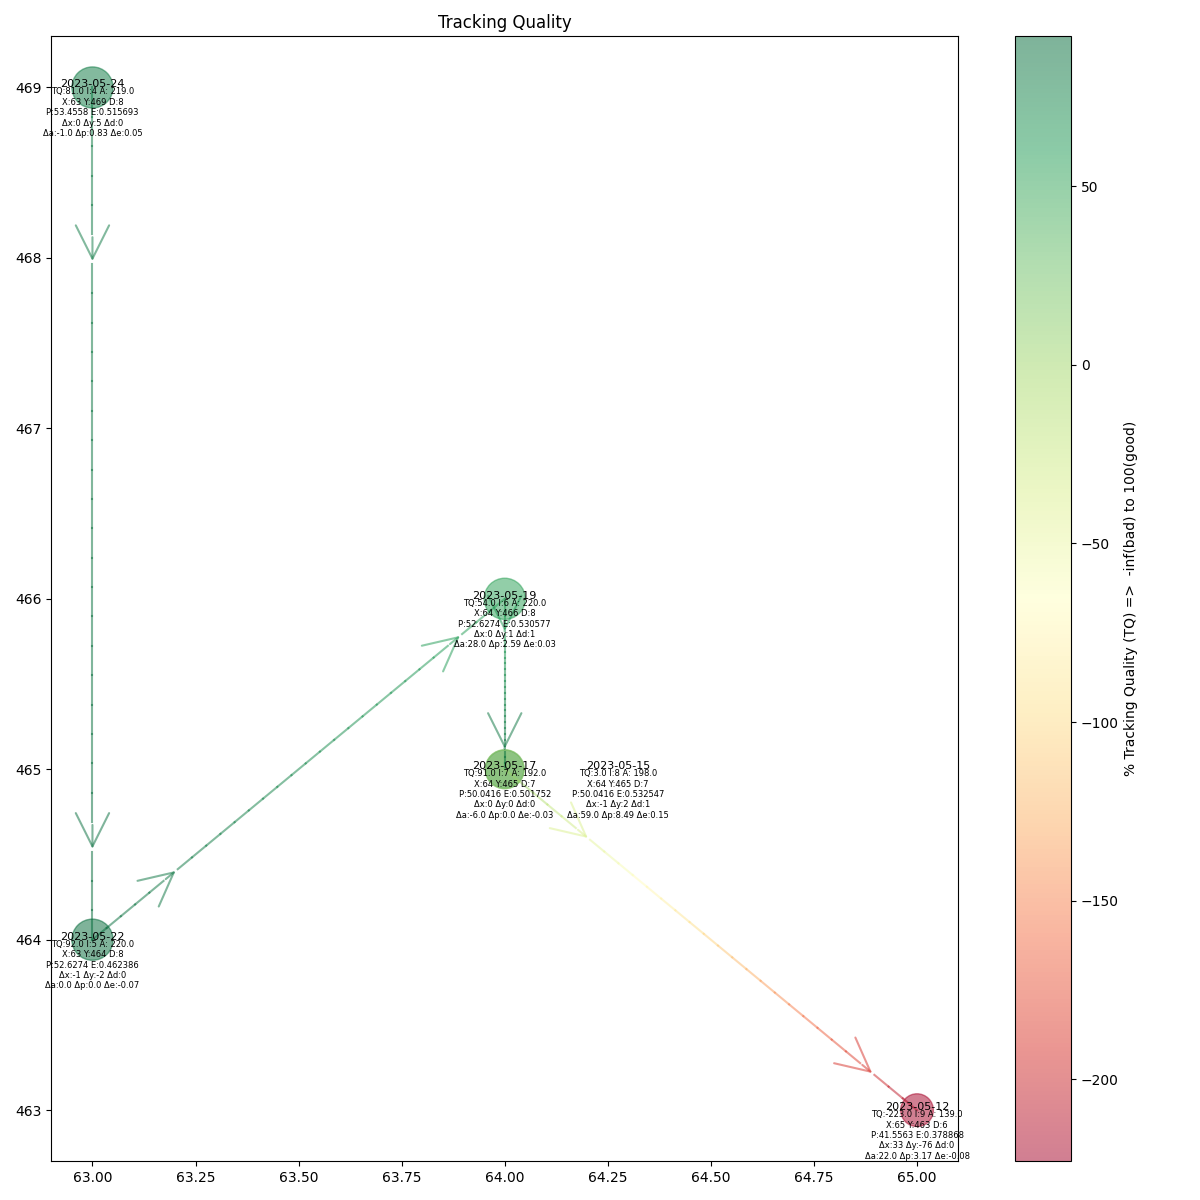 Tracking Quality
469
468
467
466
465
464
463
2023-05-24
TQ:81.0 I:4 A: 219.0
X:63 Y:469 D:8
P:53.4558 E:0.515693
Δx:0 Δy:5 Δd:0
Δa:-1.0 Δp:0.83 Δe:0.05
2023-05-19
TQ:54.0 I:6 A: 220.0
X:64 Y:466 D:8
P:52.6274 E:0.530577
Δx:0 Δy:1 Δd:1
Δa:28.0 Δp:2.59 Δe:0.03
2023-05-17
TQ:91.0 I:7 A: 192.0
X:64 Y:465 D:7
P:50.0416 E:0.501752
Δx:0 Δy:0 Δd:0
Δa:-6.0 Δp:0.0 Δe:-0.03
2023-05-15
TQ:3.0 I:8 A: 198.0
X:64 Y:465 D:7
P:50.0416 E:0.532547
Δx:-1 Δy:2 Δd:1
Δa:59.0 Δp:8.49 Δe:0.15
2023-05-22
TQ:92.0 I:5 A: 220.0
X:63 Y:464 D:8
P:52.6274 E:0.462386
Δx:-1 Δy:-2 Δd:0
Δa:0.0 Δp:0.0 Δe:-0.07
2023-05-12
TQ:-223.0 I:9 A: 139.0
X:65 Y:463 D:6
P:41.5563 E:0.378868
Δx:33 Δy:-76 Δd:0
Δa:22.0 Δp:3.17 Δe:-0.08
63.00
63.25
63.50
63.75
64.00
64.25
64.50
64.75
65.00
50
0
−50
−100
−150
−200
% Tracking Quality (TQ) => -inf(bad) to 100(good)